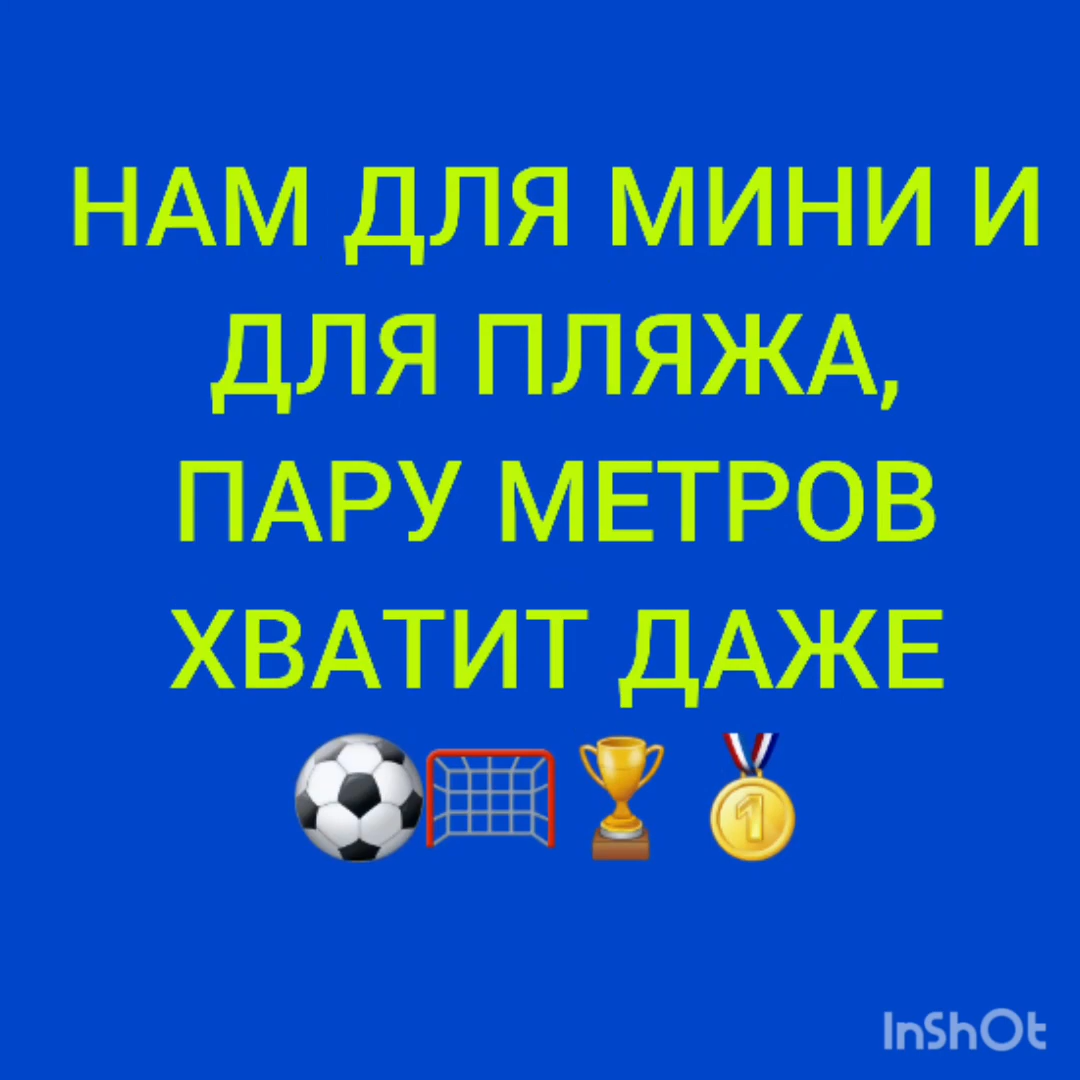 НАМ ДЛЯ МИНИ И
ДЛЯ ПЛЯЖА,
ПАРУ МЕТРОВ
ХВАТИТ ДАЖЕ
⚽🥅🏆🏅
InShOt